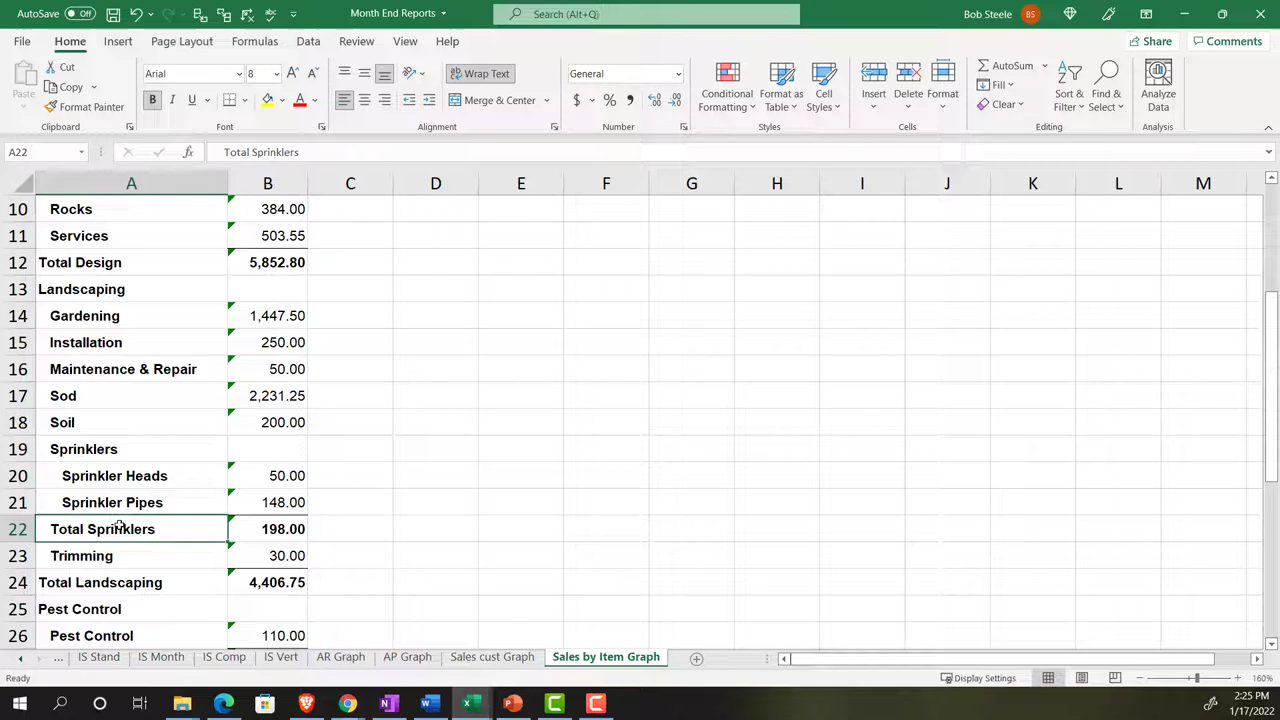 AutoSave Off Month End Reports Search (Alt+Q) Bob Steele BS
File Home Insert Page Layout Formulas Data Review View Help Share Comments
Paste Cut Copy Format Painter Clipboard
Arial 8 B I U A Font
Wrap Text Merge & Center Alignment
General $ % , Number
Conditional Formatting Format as Table Cell Styles Styles
Insert Delete Format Cells
AutoSum Fill Clear Sort & Filter Find & Select Editing
Analyze Data Analysis
A22 fx Total Sprinklers
A B C D E F G H I J K L M
10 Rocks 384.00
11 Services 503.55
12 Total Design 5,852.80
13 Landscaping
14 Gardening 1,447.50
15 Installation 250.00
16 Maintenance & Repair 50.00
17 Sod 2,231.25
18 Soil 200.00
19 Sprinklers
20 Sprinkler Heads 50.00
21 Sprinkler Pipes 148.00
22 Total Sprinklers 198.00
23 Trimming 30.00
24 Total Landscaping 4,406.75
25 Pest Control
26 Pest Control 110.00
... IS Stand IS Month IS Comp IS Vert AR Graph AP Graph Sales cust Graph Sales by Item Graph
Ready Display Settings 160%
2:25 PM
1/17/2022